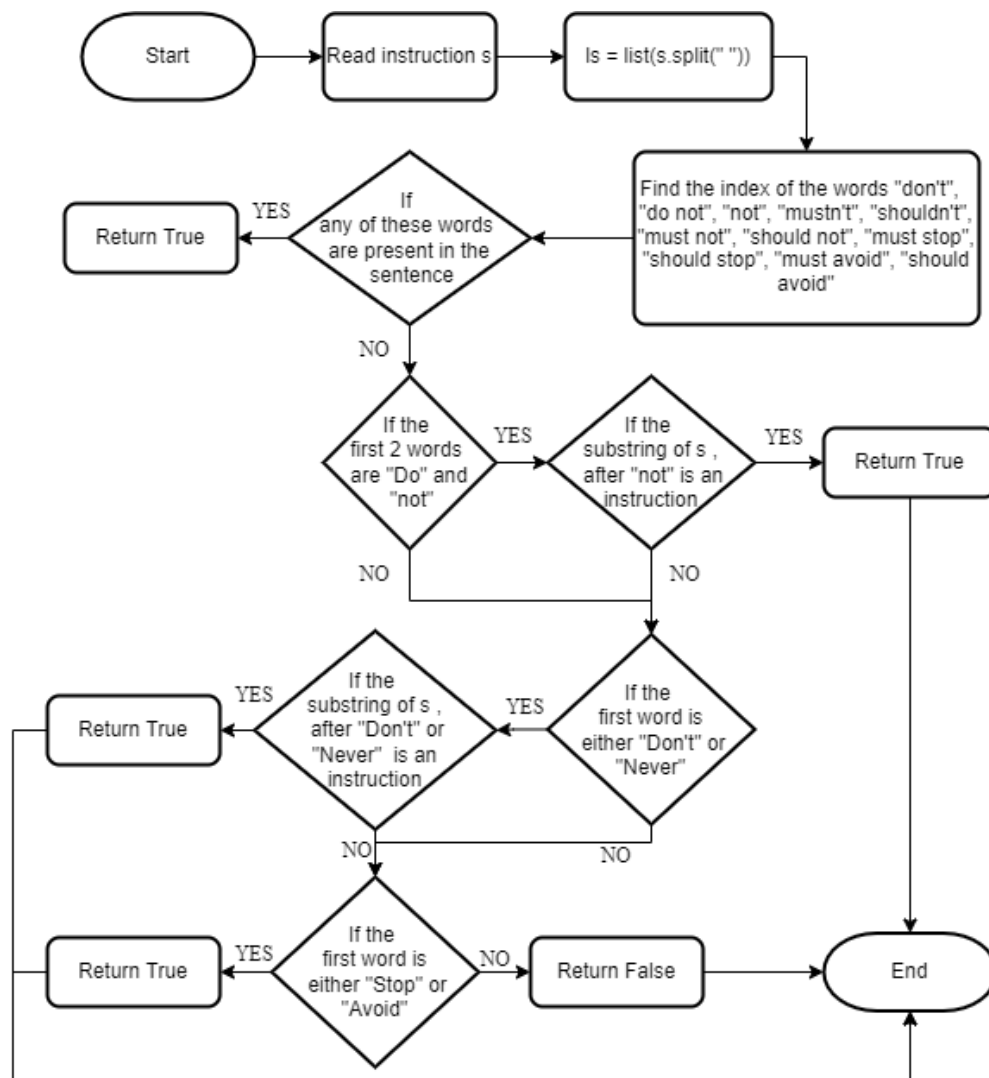 Start
Read instruction s
ls = list(s.split(" "))
Find the index of the words "don't",
"do not", "not", "mustn't", "shouldn't",
"must not", "should not", "must stop",
"should stop", "must avoid", "should
avoid"
If
any of these words
are present in the
sentence
YES
Return True
NO
If the
first 2 words
are "Do" and
"not"
YES
If the
substring of s ,
after "not" is an
instruction
YES
Return True
NO
NO
If the
first word is
either "Don't" or
"Never"
YES
If the
substring of s ,
after "Don't" or
"Never" is an
instruction
YES
Return True
NO
NO
If the
first word is
either "Stop" or
"Avoid"
YES
Return True
NO
Return False
End